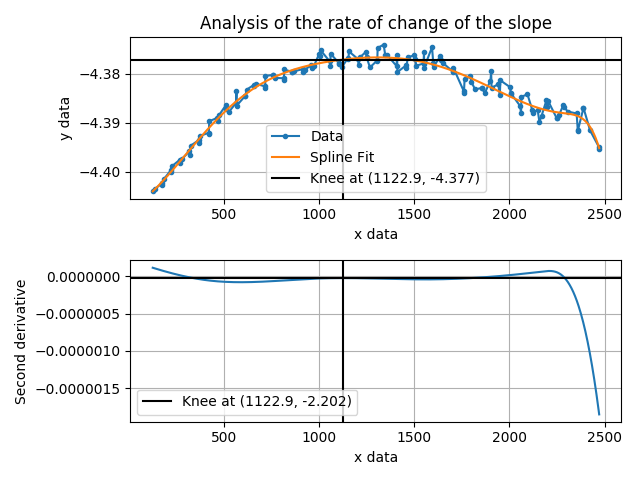 Analysis of the rate of change of the slope
y data
−4.38
−4.39
−4.40
Data
Spline Fit
Knee at (1122.9, -4.377)
500
1000
1500
2000
2500
x data
Second derivative
0.0000000
−0.0000005
−0.0000010
−0.0000015
Knee at (1122.9, -2.202)
500
1000
1500
2000
2500
x data